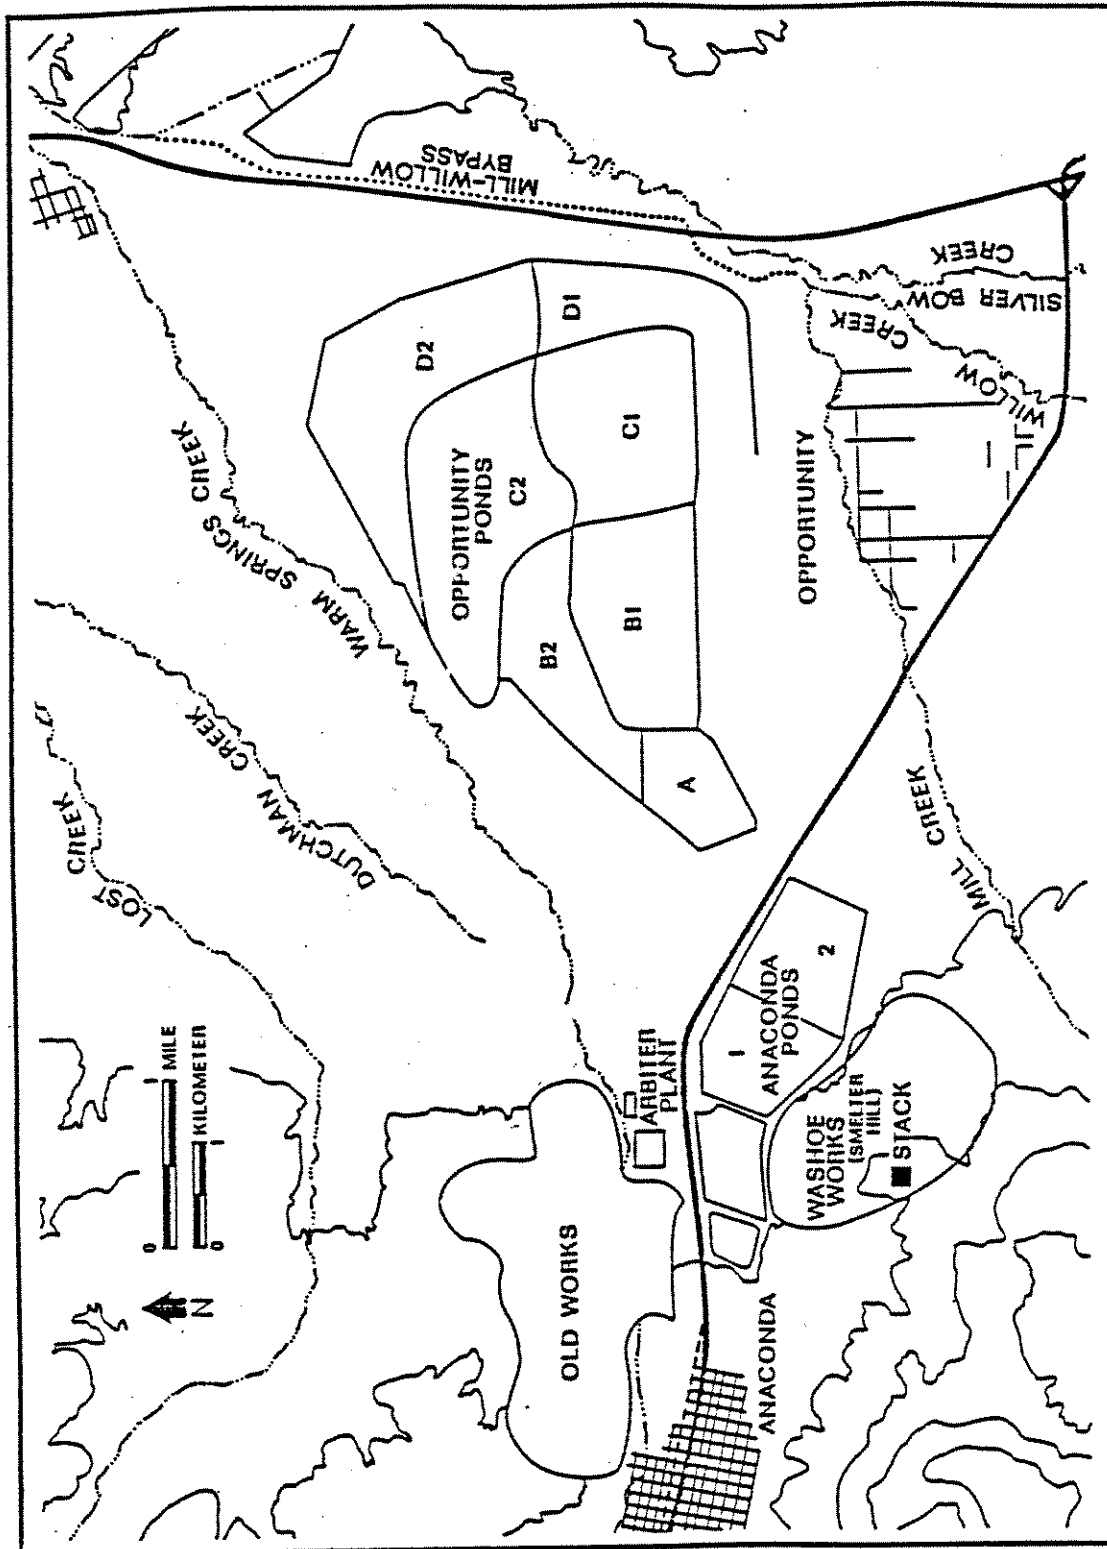 LOST
CREEK
DUTCHMAN
CREEK
WARM
SPRINGS
CREEK
MILL-WILLOW
BYPASS
N
0
1
MILE
KILOMETER
0
1
D2
OPPORTUNITY
PONDS
C2
D1
C1
B2
B1
A
OLD WORKS
ARBITER
PLANT
OPPORTUNITY
CREEK
WILLOW
SILVER BOW
CREEK
ANACONDA
1
ANACONDA
PONDS
2
WASHOE
WORKS
(SMELTER
HILL)
STACK
MILL
CREEK